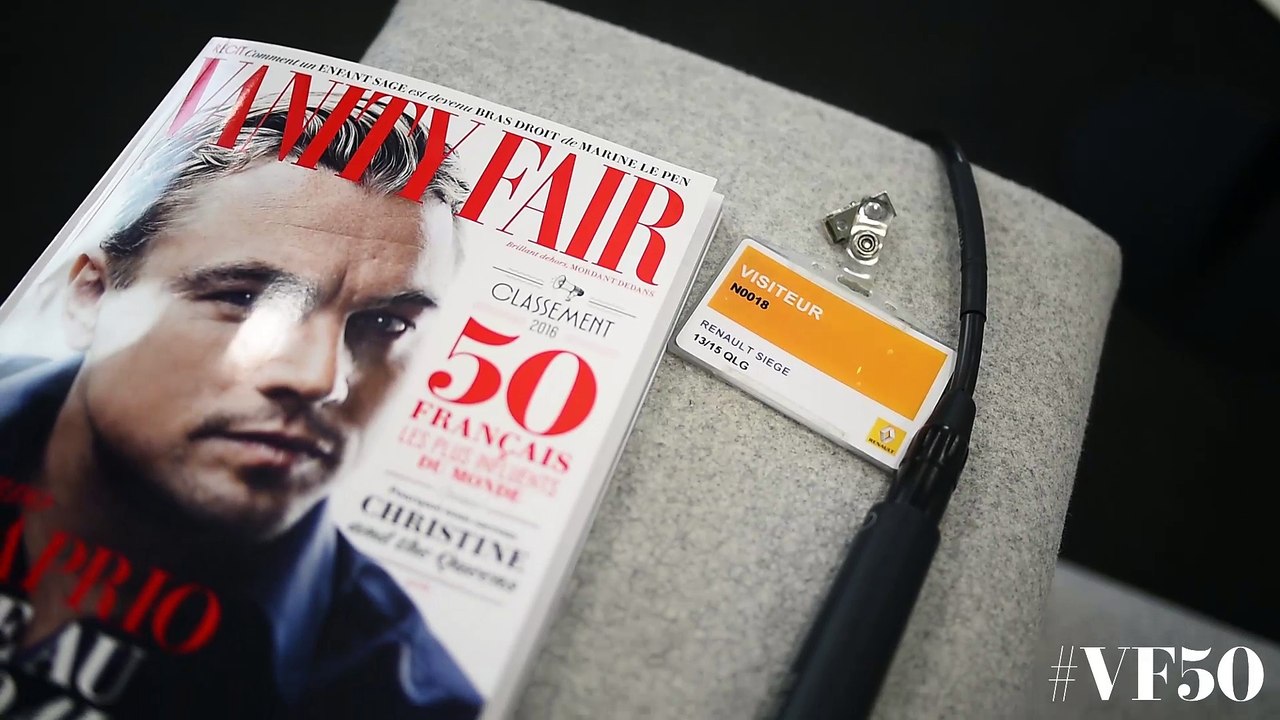 RÉCIT Comment un ENFANT SAGE est devenu BRAS DROIT de MARINE LE PEN
VANITY FAIR
Brillant dehors, MORDANT DEDANS
CLASSEMENT
2016
50
FRANÇAIS
LES PLUS INFLUENTS
DU MONDE
CHRISTINE
and the Queens
APRIO
E AU
VISITEUR
N0018
RENAULT SIEGE
13/15 QLG
RENAULT
#VF50